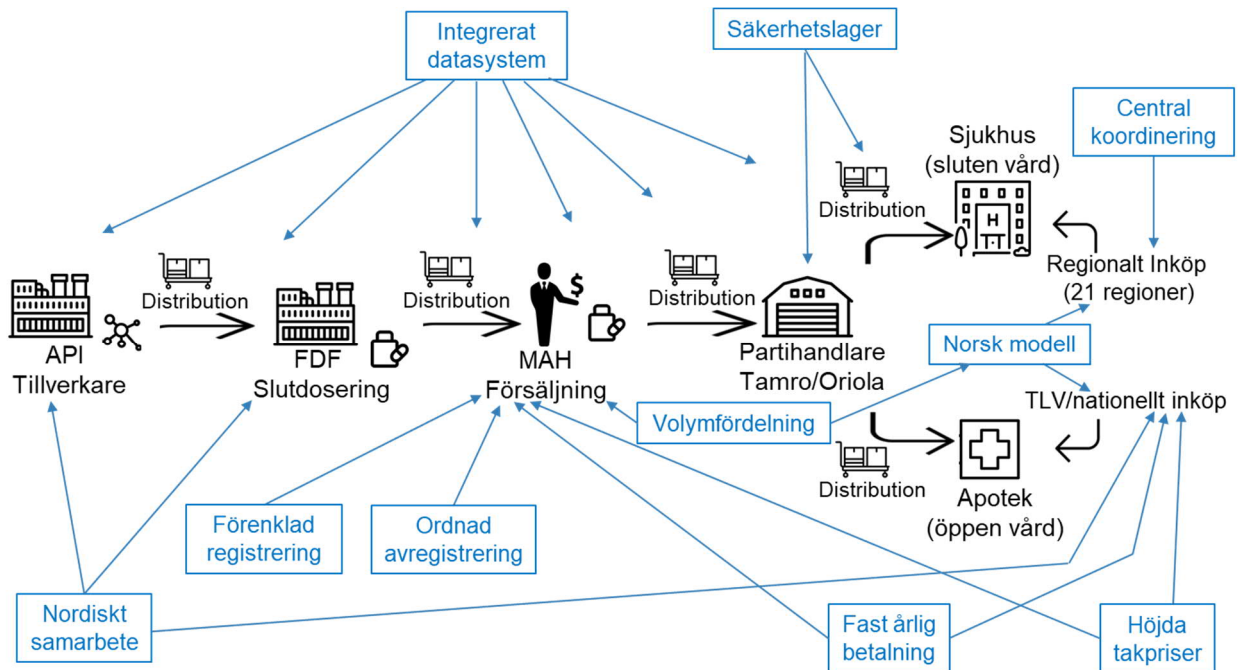 Integrerat
datasystem
Säkerhetslager
Central
koordinering
Sjukhus
(sluten vård)
Distribution
H
Regionalt Inköp
(21 regioner)
Distribution
Distribution
Distribution
$
API
Tillverkare
FDF
Slutdosering
MAH
Försäljning
Partihandlare
Tamro/Oriola
Norsk modell
TLV/nationellt inköp
Volymfördelning
Distribution
Apotek
(öppen vård)
Förenklad
registrering
Ordnad
avregistrering
Nordiskt
samarbete
Fast årlig
betalning
Höjda
takpriser